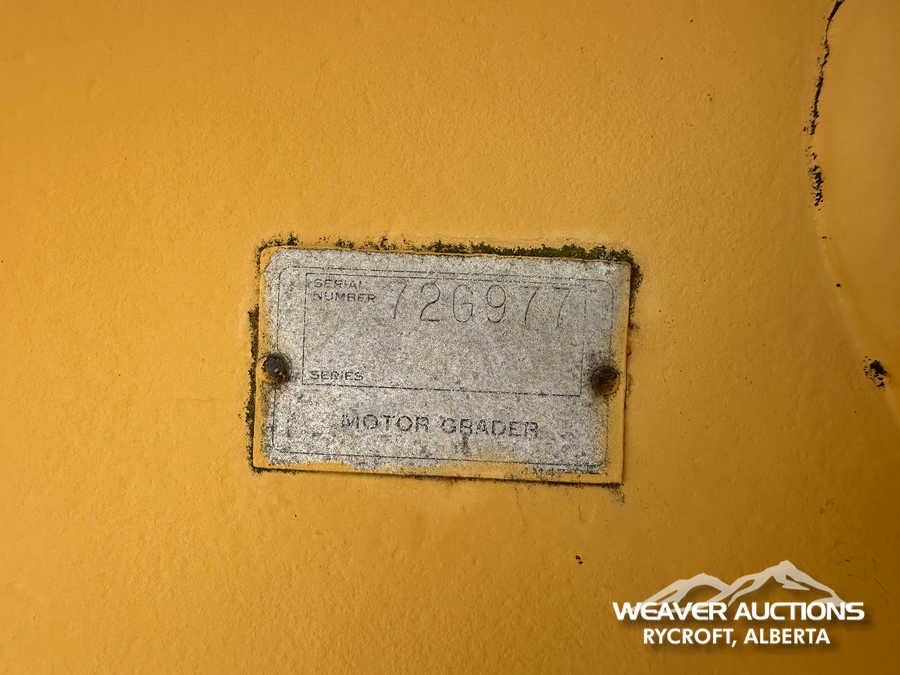 SERIAL
NUMBER 72G977
SERIES
MOTOR GRADER
WEAVER AUCTIONS
RYCROFT, ALBERTA